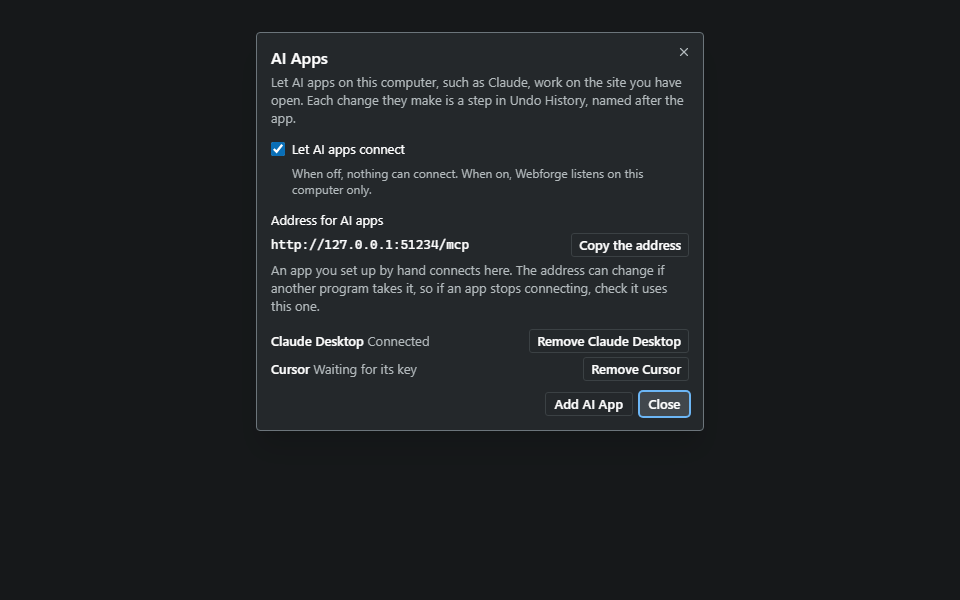 AI Apps
Let AI apps on this computer, such as Claude, work on the site you have
open. Each change they make is a step in Undo History, named after the
app.
Let AI apps connect
When off, nothing can connect. When on, Webforge listens on this
computer only.
Address for AI apps
http://127.0.0.1:51234/mcp
Copy the address
An app you set up by hand connects here. The address can change if
another program takes it, so if an app stops connecting, check it uses
this one.
Claude Desktop Connected
Remove Claude Desktop
Cursor Waiting for its key
Remove Cursor
Add AI App
Close